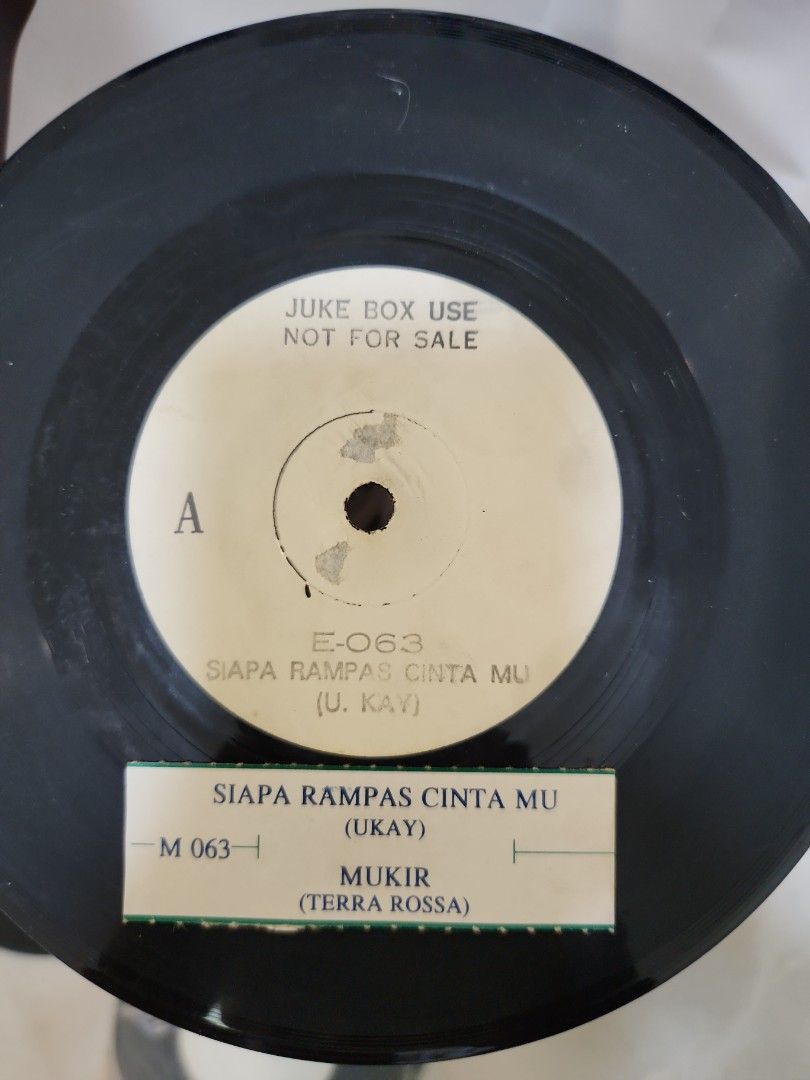 JUKE BOX USE
NOT FOR SALE
A
E-063
SIAPA RAMPAS CINTA MU
(U. KAY)
SIAPA RAMPAS CINTA MU
(UKAY)
M 063
MUKIR
(TERRA ROSSA)